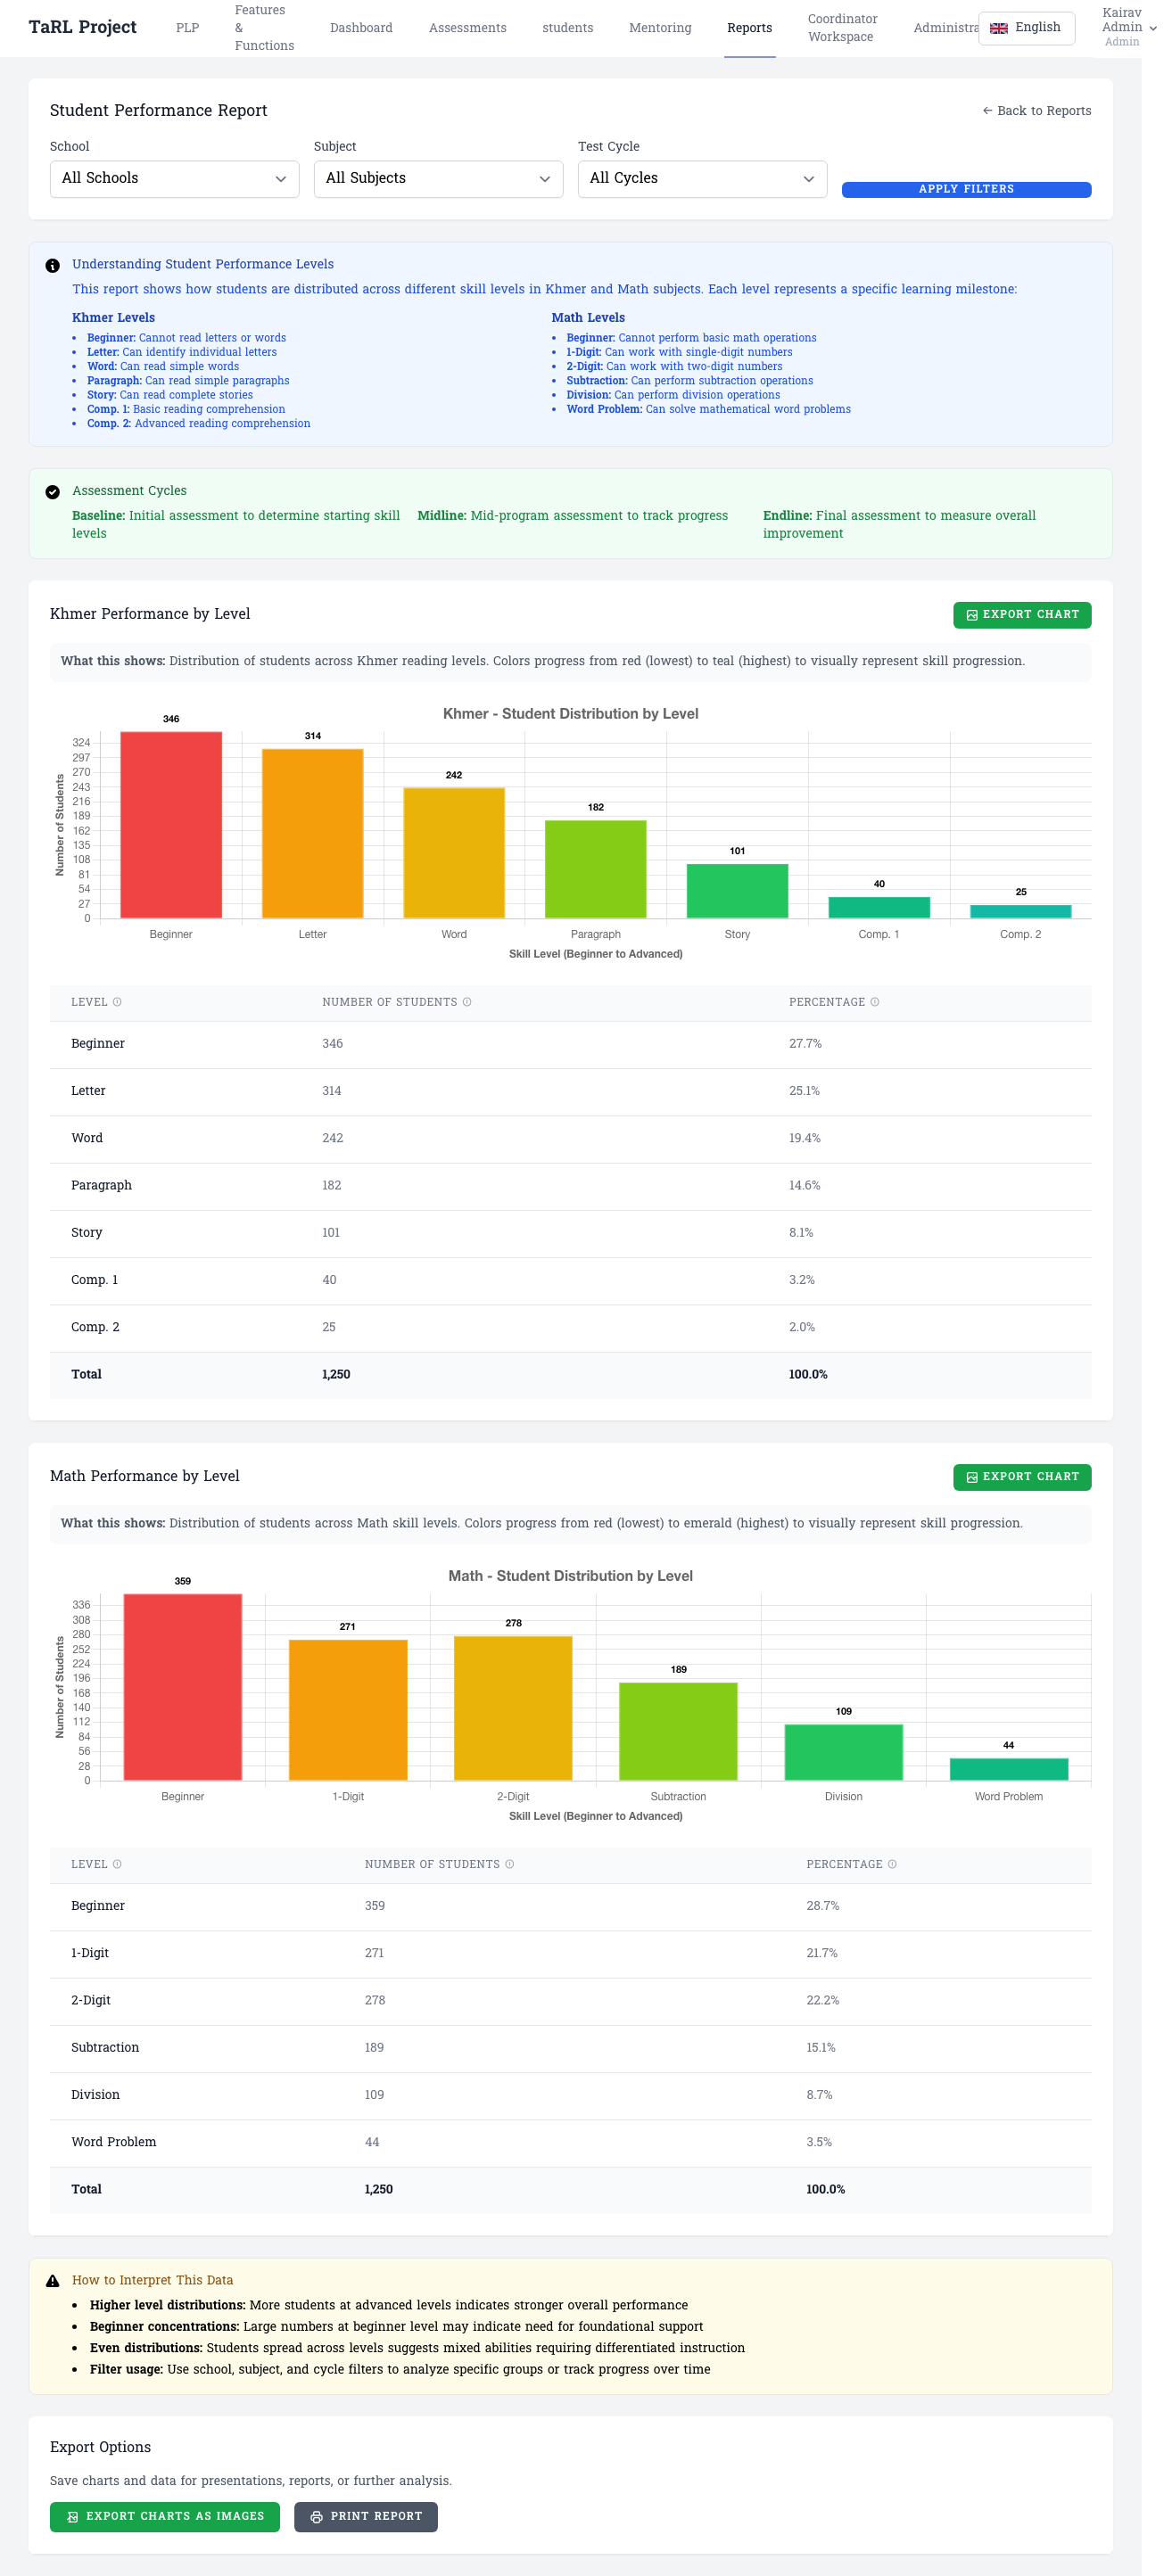 TaRL Project
PLP
Features
&
Functions
Dashboard
Assessments
students
Mentoring
Reports
Coordinator
Workspace
Administra
English
Kairav
Admin
Admin
Student Performance Report
← Back to Reports
School
Subject
Test Cycle
All Schools
All Subjects
All Cycles
APPLY FILTERS
Understanding Student Performance Levels
This report shows how students are distributed across different skill levels in Khmer and Math subjects. Each level represents a specific learning milestone:
Khmer Levels
• Beginner: Cannot read letters or words
• Letter: Can identify individual letters
• Word: Can read simple words
• Paragraph: Can read simple paragraphs
• Story: Can read complete stories
• Comp. 1: Basic reading comprehension
• Comp. 2: Advanced reading comprehension
Math Levels
• Beginner: Cannot perform basic math operations
• 1-Digit: Can work with single-digit numbers
• 2-Digit: Can work with two-digit numbers
• Subtraction: Can perform subtraction operations
• Division: Can perform division operations
• Word Problem: Can solve mathematical word problems
Assessment Cycles
Baseline: Initial assessment to determine starting skill
levels
Midline: Mid-program assessment to track progress
Endline: Final assessment to measure overall
improvement
Khmer Performance by Level
EXPORT CHART
What this shows: Distribution of students across Khmer reading levels. Colors progress from red (lowest) to teal (highest) to visually represent skill progression.
Khmer - Student Distribution by Level
Number of Students
324
297
270
243
216
189
162
135
108
81
54
27
0
346
314
242
182
101
40
25
Beginner
Letter
Word
Paragraph
Story
Comp. 1
Comp. 2
Skill Level (Beginner to Advanced)
LEVEL NUMBER OF STUDENTS PERCENTAGE
Beginner 346 27.7%
Letter 314 25.1%
Word 242 19.4%
Paragraph 182 14.6%
Story 101 8.1%
Comp. 1 40 3.2%
Comp. 2 25 2.0%
Total 1,250 100.0%
Math Performance by Level
EXPORT CHART
What this shows: Distribution of students across Math skill levels. Colors progress from red (lowest) to emerald (highest) to visually represent skill progression.
Math - Student Distribution by Level
Number of Students
336
308
280
252
224
196
168
140
112
84
56
28
0
359
271
278
189
109
44
Beginner
1-Digit
2-Digit
Subtraction
Division
Word Problem
Skill Level (Beginner to Advanced)
LEVEL NUMBER OF STUDENTS PERCENTAGE
Beginner 359 28.7%
1-Digit 271 21.7%
2-Digit 278 22.2%
Subtraction 189 15.1%
Division 109 8.7%
Word Problem 44 3.5%
Total 1,250 100.0%
How to Interpret This Data
• Higher level distributions: More students at advanced levels indicates stronger overall performance
• Beginner concentrations: Large numbers at beginner level may indicate need for foundational support
• Even distributions: Students spread across levels suggests mixed abilities requiring differentiated instruction
• Filter usage: Use school, subject, and cycle filters to analyze specific groups or track progress over time
Export Options
Save charts and data for presentations, reports, or further analysis.
EXPORT CHARTS AS IMAGES
PRINT REPORT